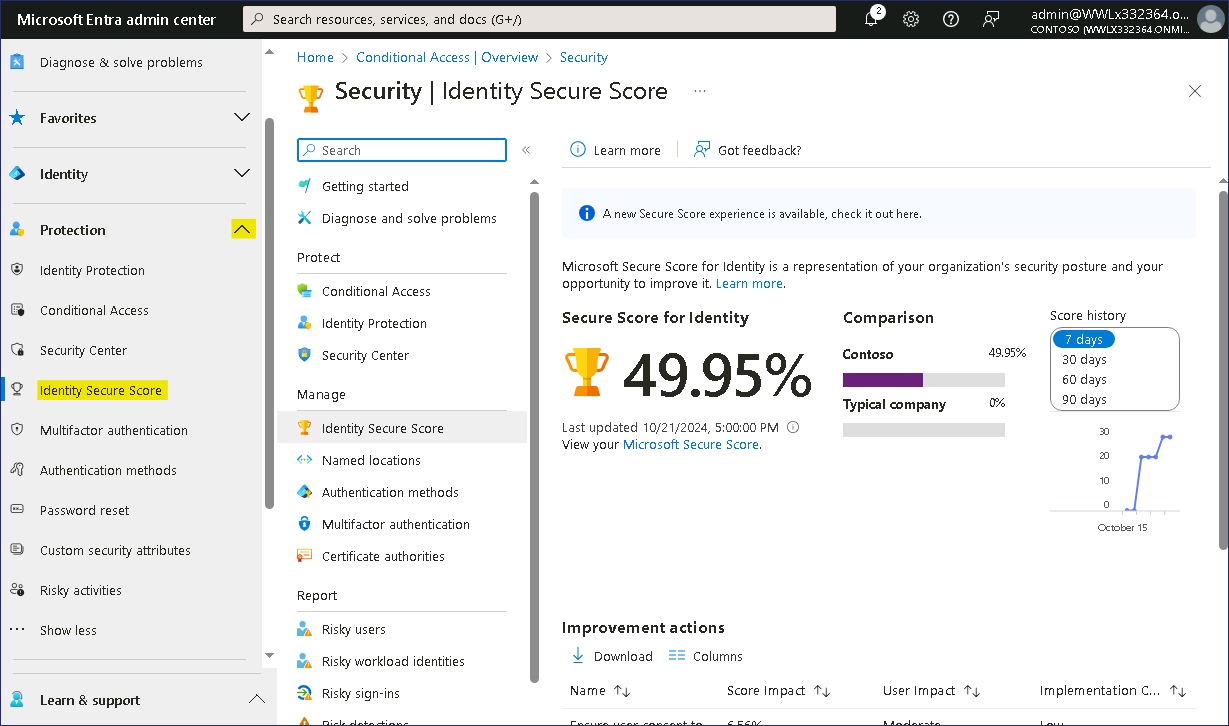 Microsoft Entra admin center
Search resources, services, and docs (G+/)
2
admin@WWLx332364.o...
CONTOSO (WWLX332364.ONMI...
Diagnose & solve problems
Favorites
Identity
Protection
Identity Protection
Conditional Access
Security Center
Identity Secure Score
Multifactor authentication
Authentication methods
Password reset
Custom security attributes
Risky activities
Show less
Learn & support
Home > Conditional Access | Overview > Security
Security | Identity Secure Score ...
Search
Getting started
Diagnose and solve problems
Protect
Conditional Access
Identity Protection
Security Center
Manage
Identity Secure Score
Named locations
Authentication methods
Multifactor authentication
Certificate authorities
Report
Risky users
Risky workload identities
Risky sign-ins
Risk detections
Learn more
Got feedback?
A new Secure Score experience is available, check it out here.
Microsoft Secure Score for Identity is a representation of your organization's security posture and your
opportunity to improve it. Learn more.
Secure Score for Identity
49.95%
Last updated 10/21/2024, 5:00:00 PM
View your Microsoft Secure Score.
Comparison
Contoso 49.95%
Typical company 0%
Score history
7 days
30 days
60 days
90 days
30
20
10
0
October 15
Improvement actions
Download Columns
Name Score Impact User Impact Implementation C...
Ensure user consent to 6.56% Moderate Low